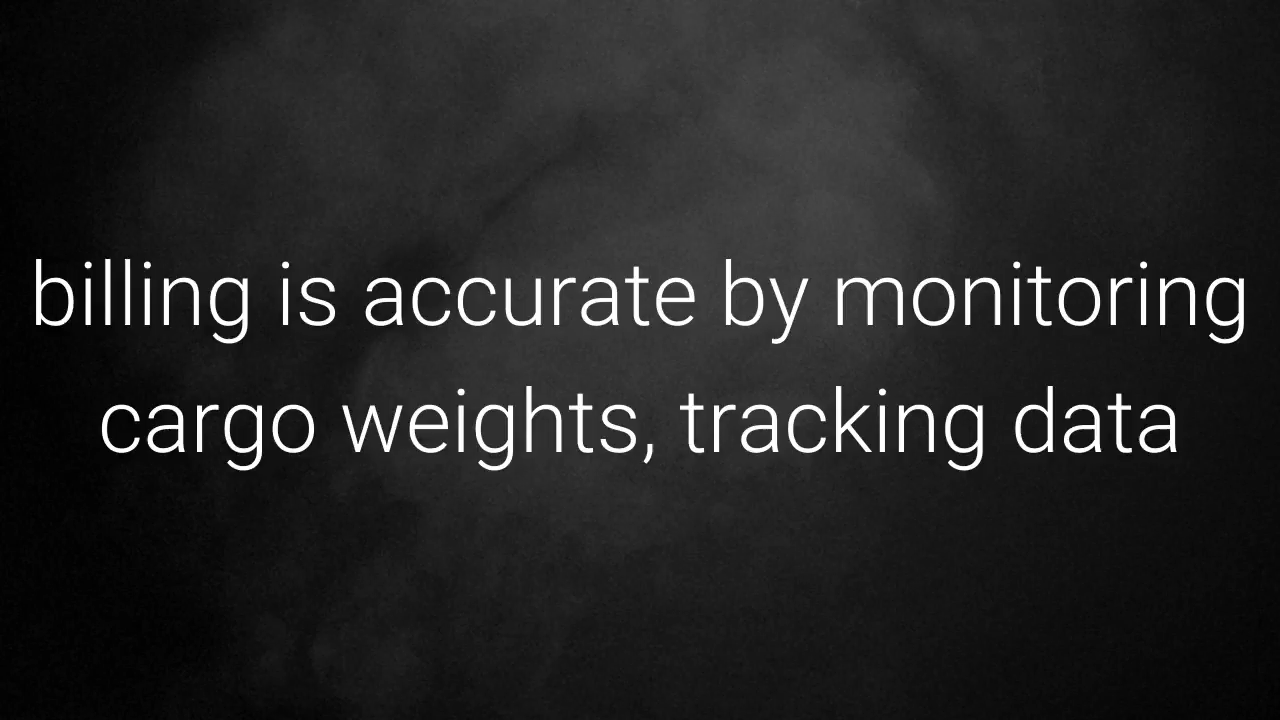 billing is accurate by monitoring
cargo weights, tracking data